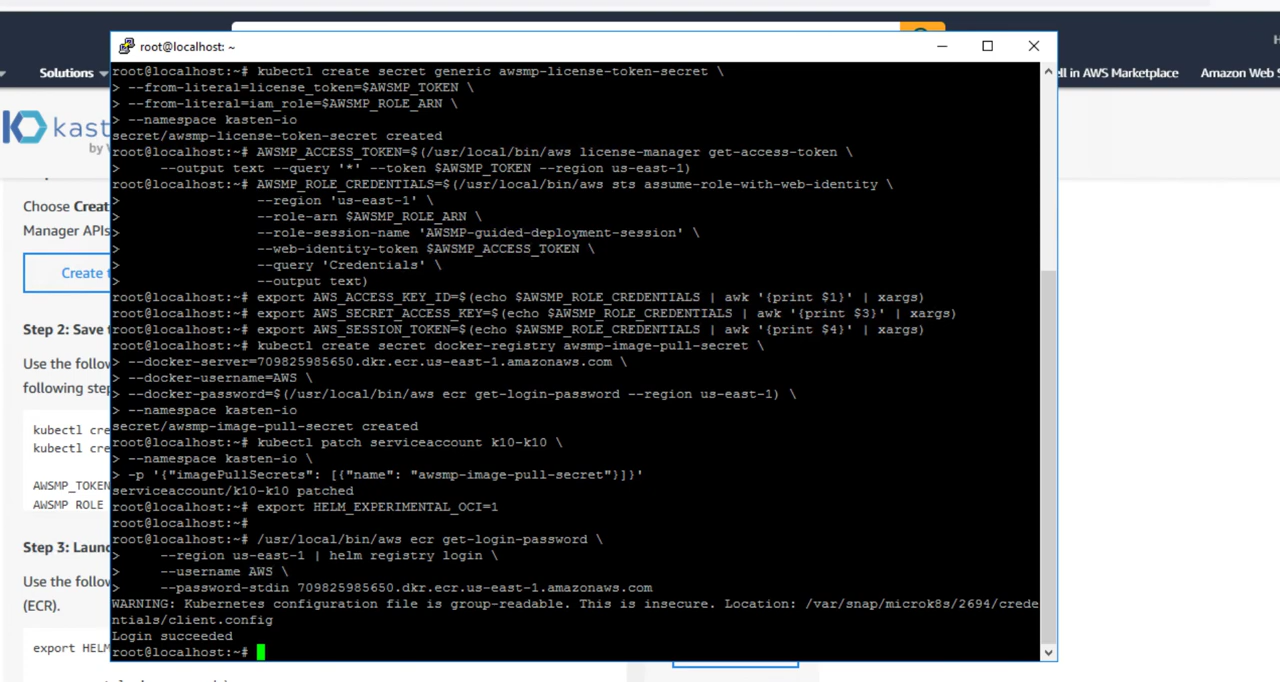 root@localhost: ~
Solutions
ell in AWS Marketplace
Amazon Web S
kast
by V
Choose Creat
Manager APIs
Create t
Step 2: Save t
Use the follow
following step
kubectl cre
kubectl cre
AWSMP_TOKEN
AWSMP_ROLE
Step 3: Launc
Use the follow
(ECR).
export HELM
root@localhost:~# kubectl create secret generic awsmp-license-token-secret \
> --from-literal=license_token=$AWSMP_TOKEN \
> --from-literal=iam_role=$AWSMP_ROLE_ARN \
> --namespace kasten-io
secret/awsmp-license-token-secret created
root@localhost:~# AWSMP_ACCESS_TOKEN=$(/usr/local/bin/aws license-manager get-access-token \
>     --output text --query '*' --token $AWSMP_TOKEN --region us-east-1)
root@localhost:~# AWSMP_ROLE_CREDENTIALS=$(/usr/local/bin/aws sts assume-role-with-web-identity \
>                 --region 'us-east-1' \
>                 --role-arn $AWSMP_ROLE_ARN \
>                 --role-session-name 'AWSMP-guided-deployment-session' \
>                 --web-identity-token $AWSMP_ACCESS_TOKEN \
>                 --query 'Credentials' \
>                 --output text)
root@localhost:~# export AWS_ACCESS_KEY_ID=$(echo $AWSMP_ROLE_CREDENTIALS | awk '{print $1}' | xargs)
root@localhost:~# export AWS_SECRET_ACCESS_KEY=$(echo $AWSMP_ROLE_CREDENTIALS | awk '{print $3}' | xargs)
root@localhost:~# export AWS_SESSION_TOKEN=$(echo $AWSMP_ROLE_CREDENTIALS | awk '{print $4}' | xargs)
root@localhost:~# kubectl create secret docker-registry awsmp-image-pull-secret \
> --docker-server=709825985650.dkr.ecr.us-east-1.amazonaws.com \
> --docker-username=AWS \
> --docker-password=$(/usr/local/bin/aws ecr get-login-password --region us-east-1) \
> --namespace kasten-io
secret/awsmp-image-pull-secret created
root@localhost:~# kubectl patch serviceaccount k10-k10 \
> --namespace kasten-io \
> -p '{"imagePullSecrets": [{"name": "awsmp-image-pull-secret"}]}'
serviceaccount/k10-k10 patched
root@localhost:~# export HELM_EXPERIMENTAL_OCI=1
root@localhost:~#
root@localhost:~# /usr/local/bin/aws ecr get-login-password \
>     --region us-east-1 | helm registry login \
>     --username AWS \
>     --password-stdin 709825985650.dkr.ecr.us-east-1.amazonaws.com
WARNING: Kubernetes configuration file is group-readable. This is insecure. Location: /var/snap/microk8s/2694/crede
ntials/client.config
Login succeeded
root@localhost:~#